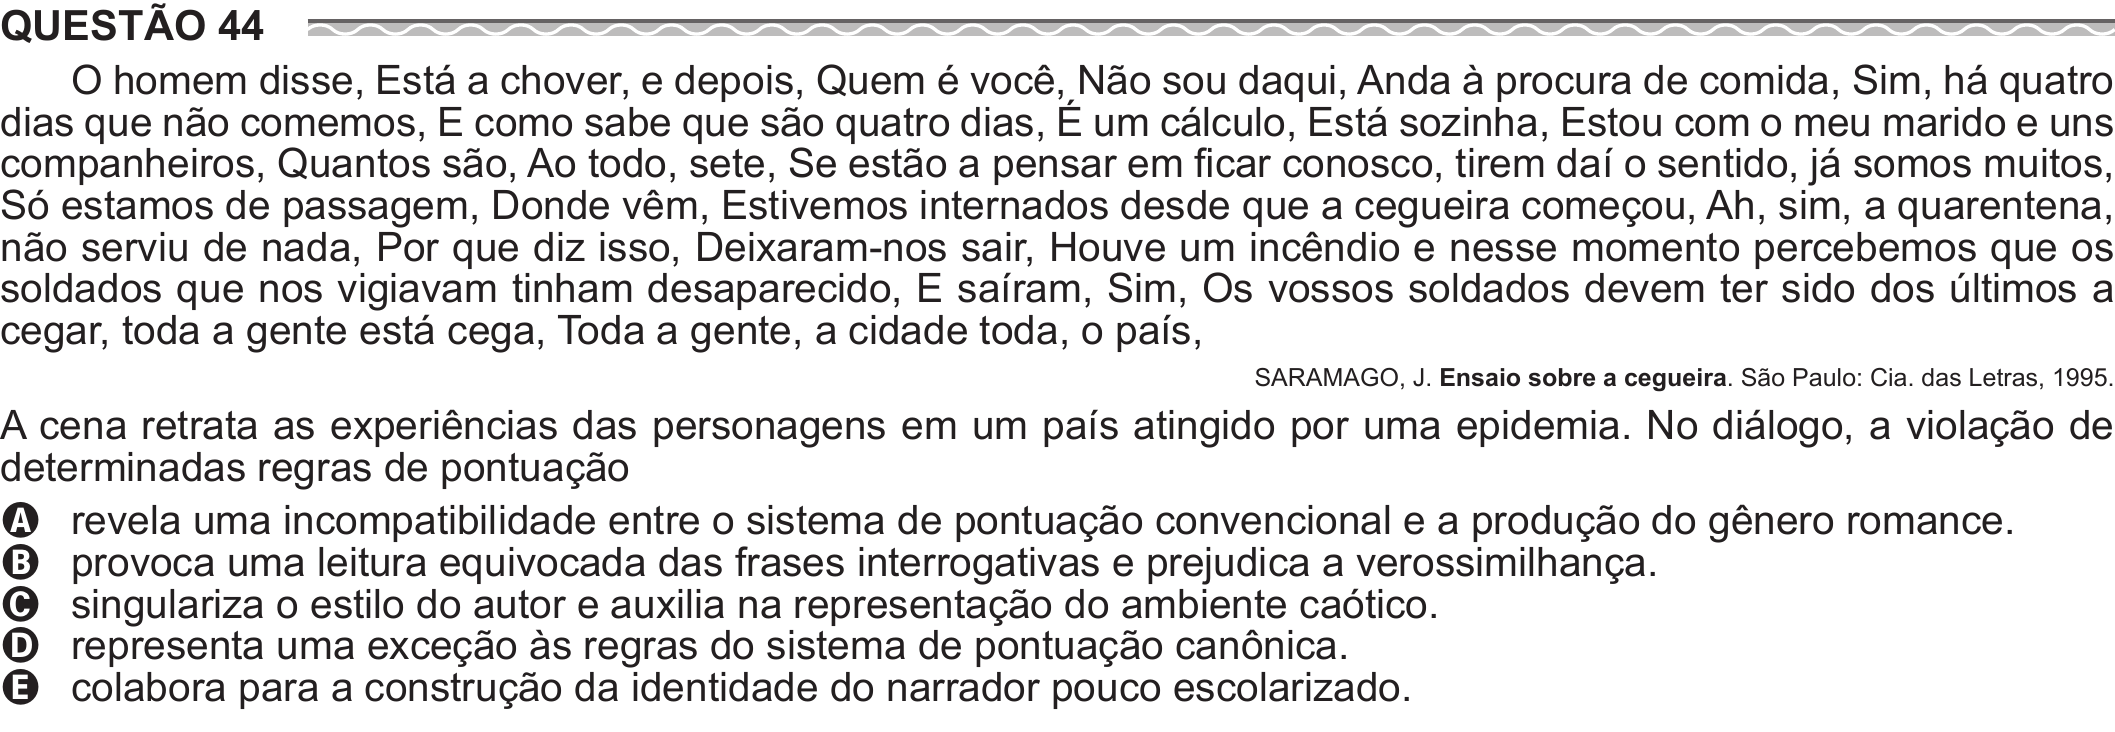 QUESTÃO 44
O homem disse, Está a chover, e depois, Quem é você, Não sou daqui, Anda à procura de comida, Sim, há quatro
dias que não comemos, E como sabe que são quatro dias, É um cálculo, Está sozinha, Estou com o meu marido e uns
companheiros, Quantos são, Ao todo, sete, Se estão a pensar em ficar conosco, tirem daí o sentido, já somos muitos,
Só estamos de passagem, Donde vêm, Estivemos internados desde que a cegueira começou, Ah, sim, a quarentena,
não serviu de nada, Por que diz isso, Deixaram-nos sair, Houve um incêndio e nesse momento percebemos que os
soldados que nos vigiavam tinham desaparecido, E saíram, Sim, Os vossos soldados devem ter sido dos últimos a
cegar, toda a gente está cega, Toda a gente, a cidade toda, o país,
SARAMAGO, J. Ensaio sobre a cegueira. São Paulo: Cia. das Letras, 1995.
A cena retrata as experiências das personagens em um país atingido por uma epidemia. No diálogo, a violação de
determinadas regras de pontuação
A revela uma incompatibilidade entre o sistema de pontuação convencional e a produção do gênero romance.
B provoca uma leitura equivocada das frases interrogativas e prejudica a verossimilhança.
C singulariza o estilo do autor e auxilia na representação do ambiente caótico.
D representa uma exceção às regras do sistema de pontuação canônica.
E colabora para a construção da identidade do narrador pouco escolarizado.